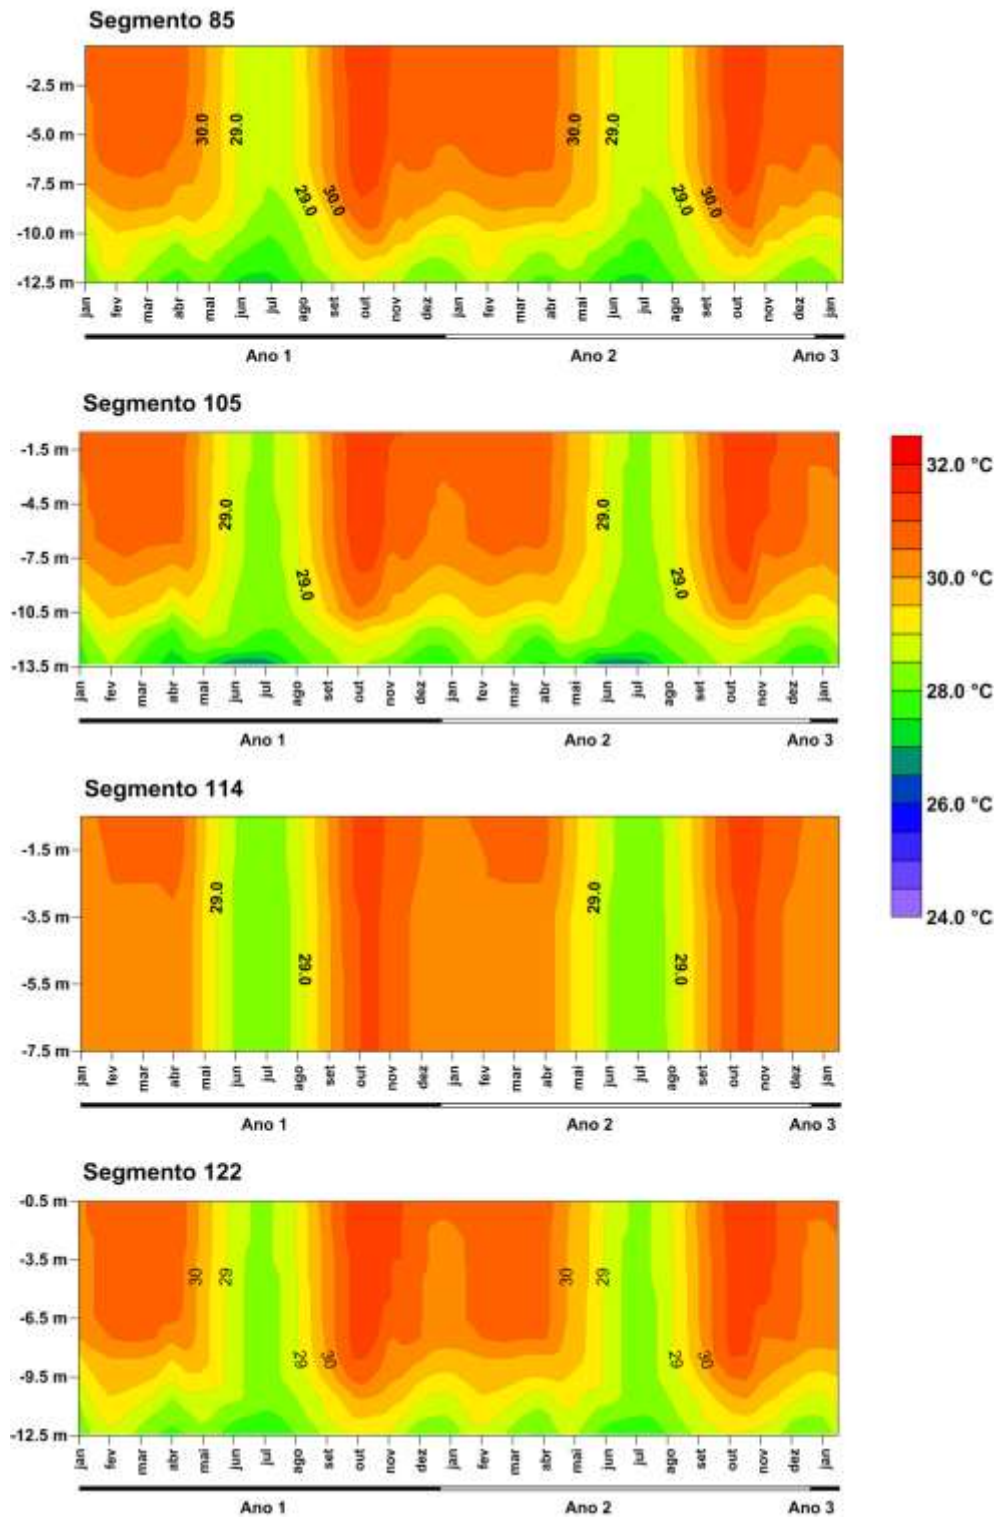 Segmento 85
-2.5 m
-5.0 m
-7.5 m
-10.0 m
-12.5 m
30.0
29.0
29.0
30.0
30.0
29.0
29.0
30.0
jan fev mar abr mai jun jul ago set out nov dez jan fev mar abr mai jun jul ago set out nov dez jan
Ano 1 Ano 2 Ano 3
Segmento 105
-1.5 m
-4.5 m
-7.5 m
-10.5 m
-13.5 m
29.0
29.0
29.0
29.0
jan fev mar abr mai jun jul ago set out nov dez jan fev mar abr mai jun jul ago set out nov dez jan
Ano 1 Ano 2 Ano 3
32.0 °C
30.0 °C
28.0 °C
26.0 °C
24.0 °C
Segmento 114
-1.5 m
-3.5 m
-5.5 m
-7.5 m
29.0
29.0
29.0
29.0
jan fev mar abr mai jun jul ago set out nov dez jan fev mar abr mai jun jul ago set out nov dez jan
Ano 1 Ano 2 Ano 3
Segmento 122
-0.5 m
-3.5 m
-6.5 m
-9.5 m
-12.5 m
30
29
29
30
30
29
29
30
jan fev mar abr mai jun jul ago set out nov dez jan fev mar abr mai jun jul ago set out nov dez jan
Ano 1 Ano 2 Ano 3